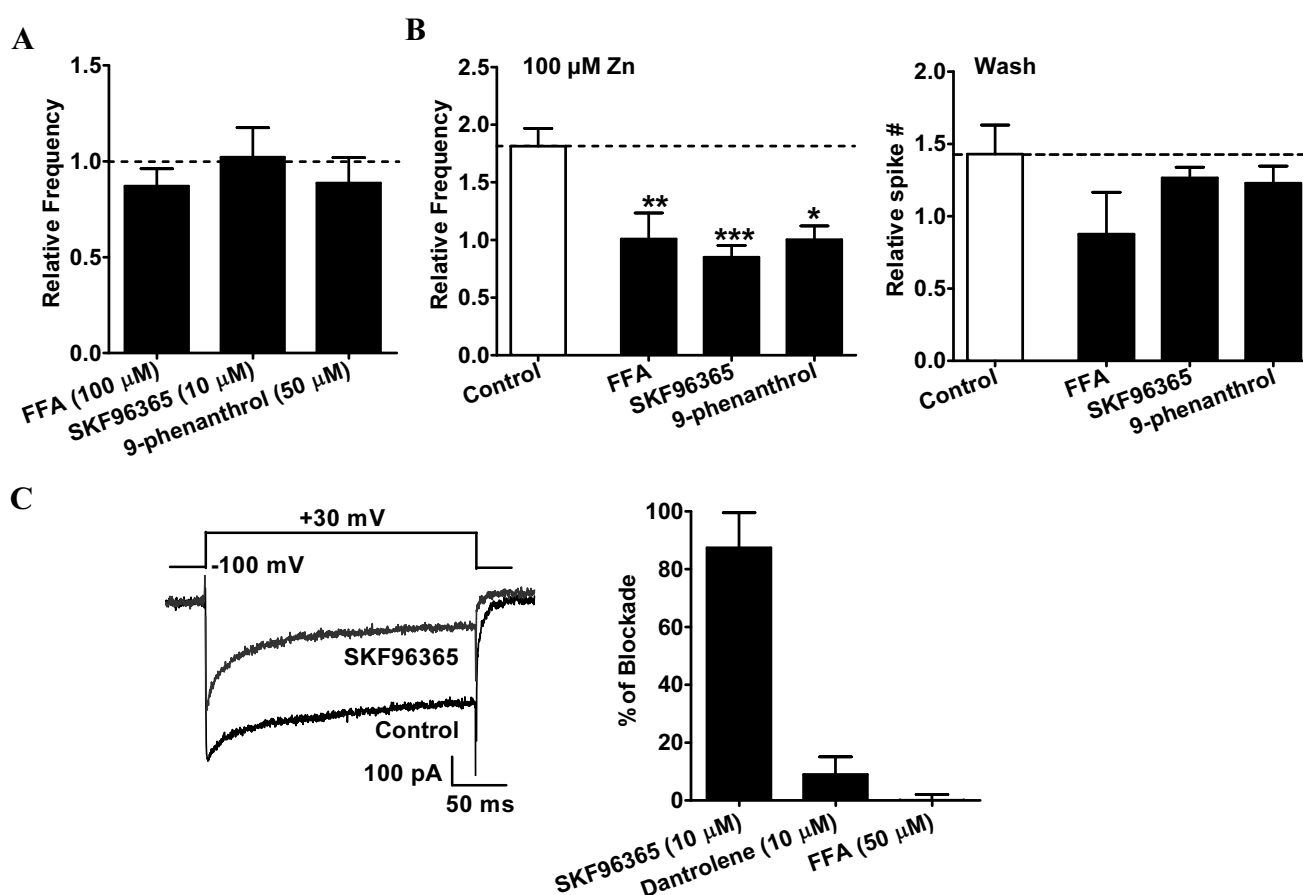 A
1.5
1.0
0.5
0.0
Relative Frequency
FFA (100 µM)
SKF96365 (10 µM)
9-phenanthrol (50 µM)
B
100 µM Zn
2.5
2.0
1.5
1.0
0.5
0.0
Relative Frequency
**
***
*
Control
FFA
SKF96365
9-phenanthrol
Wash
2.0
1.5
1.0
0.5
0.0
Relative spike #
Control
FFA
SKF96365
9-phenanthrol
C
+30 mV
-100 mV
SKF96365
Control
100 pA
50 ms
100
80
60
40
20
0
% of Blockade
SKF96365 (10 µM)
Dantrolene (10 µM)
FFA (50 µM)